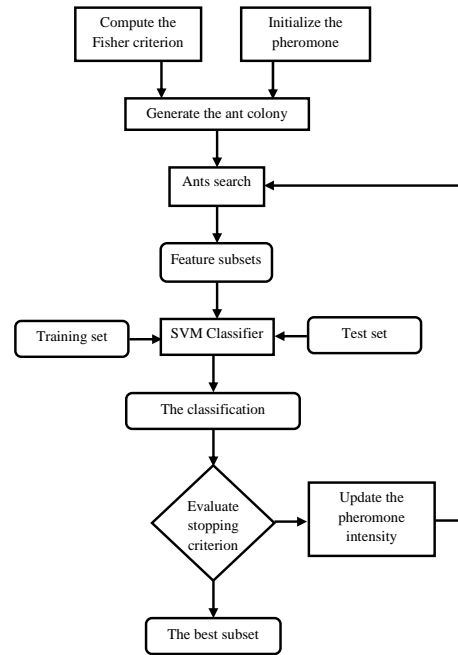 Compute the
Fisher criterion
Initialize the
pheromone
Generate the ant colony
Ants search
Feature subsets
Training set
SVM Classifier
Test set
The classification
Evaluate
stopping
criterion
Update the
pheromone
intensity
The best subset